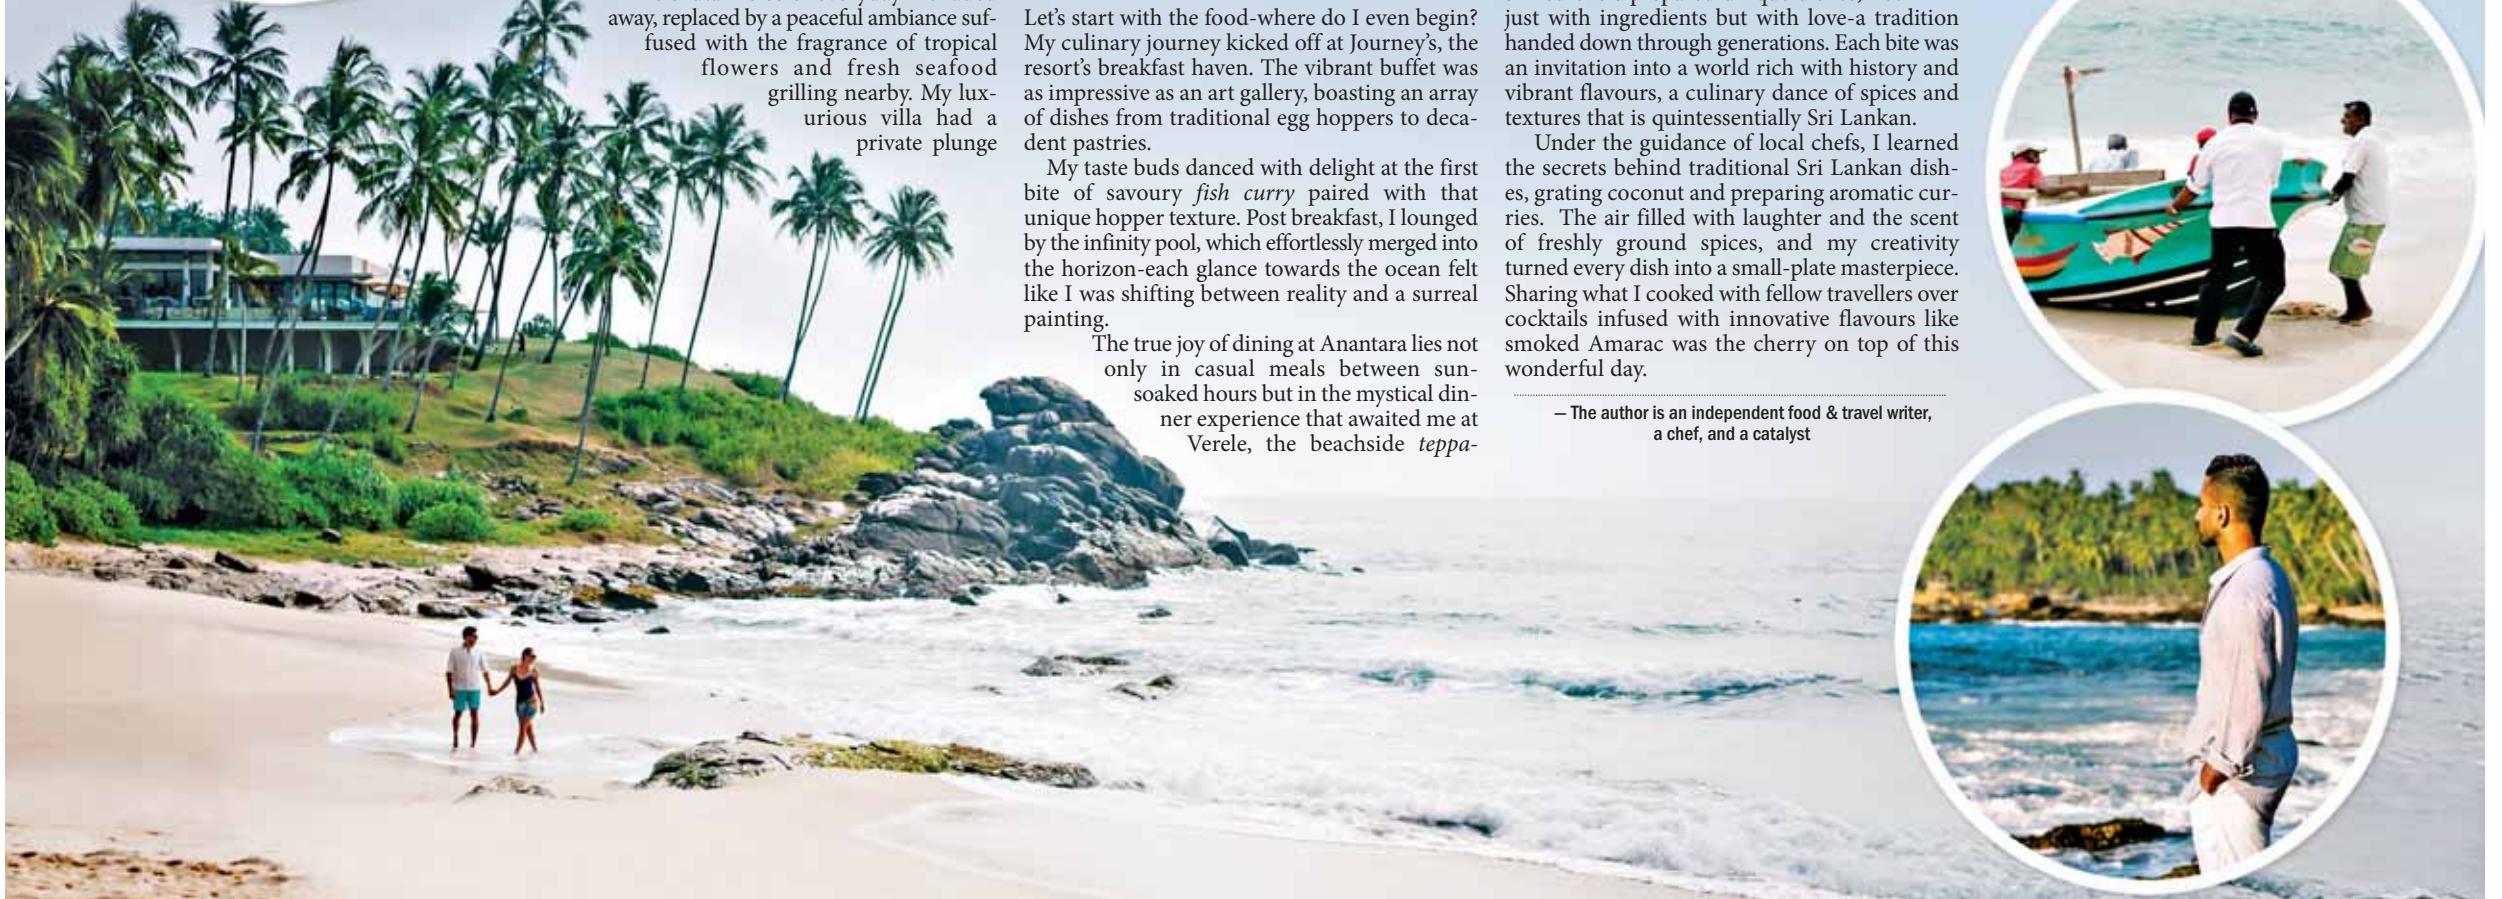 away, replaced by a peaceful ambiance suf-
fused with the fragrance of tropical
flowers and fresh seafood
grilling nearby. My lux-
urious villa had a
private plunge
Let's start with the food-where do I even begin?
My culinary journey kicked off at Journey's, the
resort's breakfast haven. The vibrant buffet was
as impressive as an art gallery, boasting an array
of dishes from traditional egg hoppers to deca-
dent pastries.
My taste buds danced with delight at the first
bite of savoury fish curry paired with that
unique hopper texture. Post breakfast, I lounged
by the infinity pool, which effortlessly merged into
the horizon-each glance towards the ocean felt
like I was shifting between reality and a surreal
painting.
The true joy of dining at Anantara lies not
only in casual meals between sun-
soaked hours but in the mystical din-
ner experience that awaited me at
Verele, the beachside teppa-
just with ingredients but with love-a tradition
handed down through generations. Each bite was
an invitation into a world rich with history and
vibrant flavours, a culinary dance of spices and
textures that is quintessentially Sri Lankan.
Under the guidance of local chefs, I learned
the secrets behind traditional Sri Lankan dish-
es, grating coconut and preparing aromatic cur-
ries. The air filled with laughter and the scent
of freshly ground spices, and my creativity
turned every dish into a small-plate masterpiece.
Sharing what I cooked with fellow travellers over
cocktails infused with innovative flavours like
smoked Amarac was the cherry on top of this
wonderful day.
— The author is an independent food & travel writer,
a chef, and a catalyst